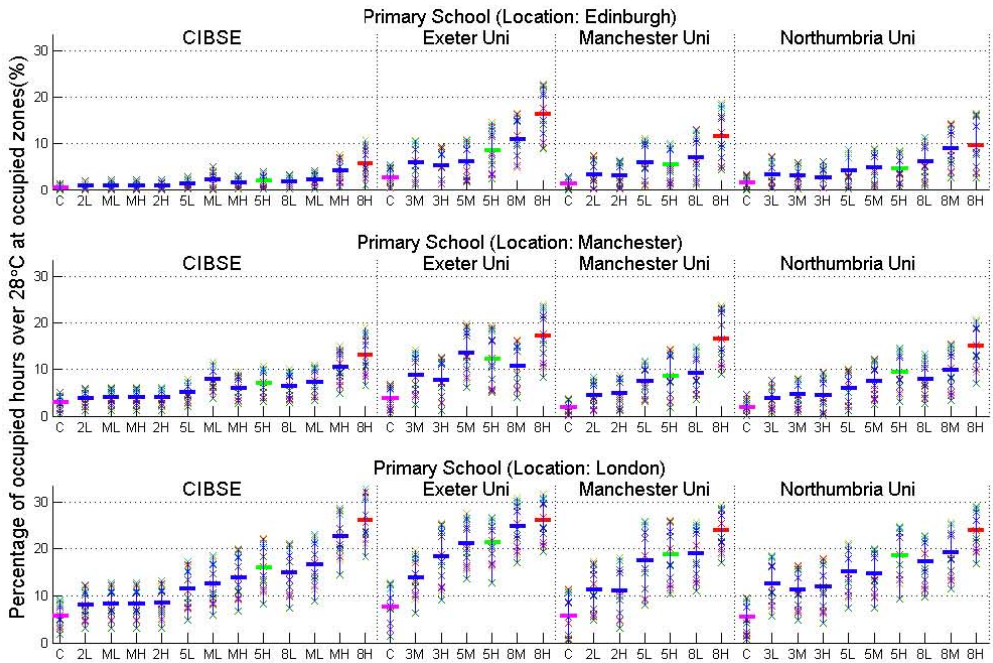 Percentage of occupied hours over 28°C at occupied zones(%)
Primary School (Location: Edinburgh)
CIBSE Exeter Uni Manchester Uni Northumbria Uni
30
20
10
0
C 2L ML MH 2H 5L ML MH 5H 8L ML MH 8H C 3M 3H 5M 5H 8M 8H C 2L 2H 5L 5H 8L 8H C 3L 3M 3H 5L 5M 5H 8L 8M 8H
Primary School (Location: Manchester)
CIBSE Exeter Uni Manchester Uni Northumbria Uni
30
20
10
0
C 2L ML MH 2H 5L ML MH 5H 8L ML MH 8H C 3M 3H 5M 5H 8M 8H C 2L 2H 5L 5H 8L 8H C 3L 3M 3H 5L 5M 5H 8L 8M 8H
Primary School (Location: London)
CIBSE Exeter Uni Manchester Uni Northumbria Uni
30
20
10
0
C 2L ML MH 2H 5L ML MH 5H 8L ML MH 8H C 3M 3H 5M 5H 8M 8H C 2L 2H 5L 5H 8L 8H C 3L 3M 3H 5L 5M 5H 8L 8M 8H